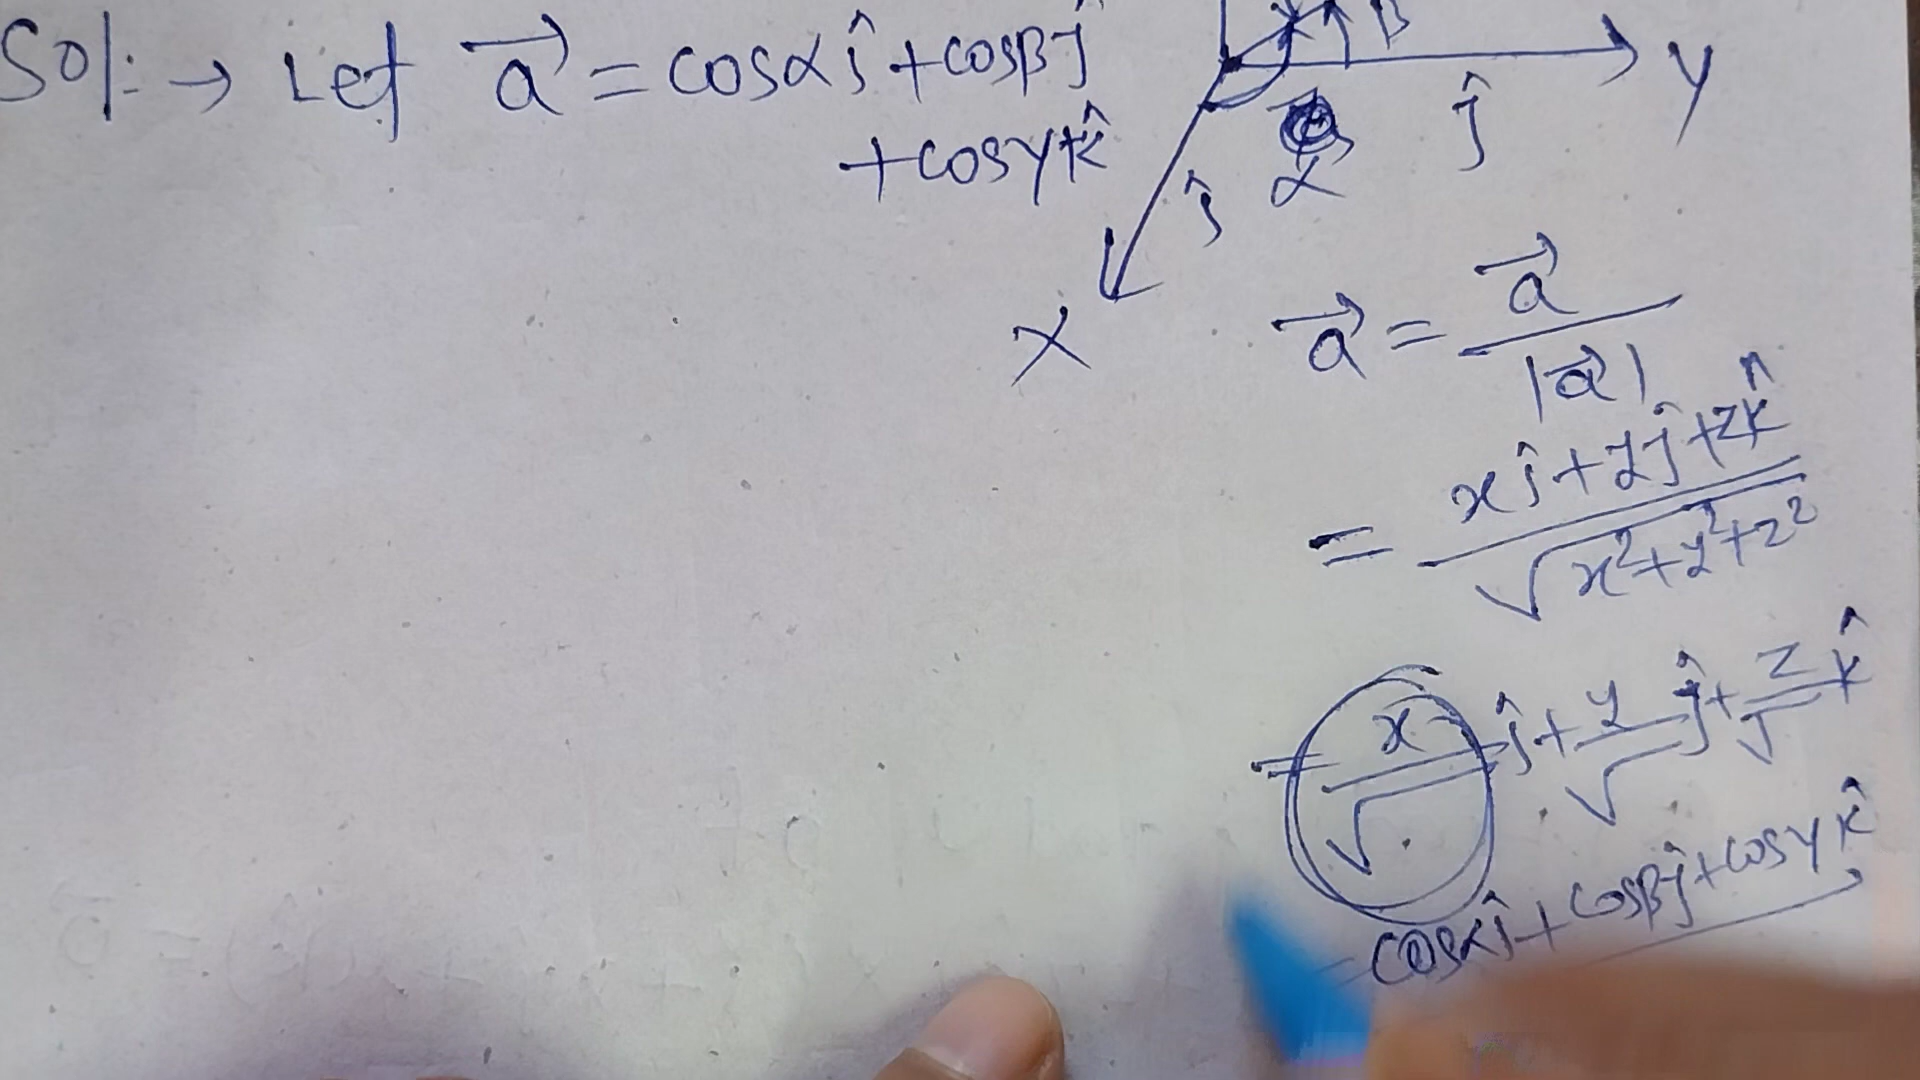 Sol:→ Let a⃗ = cosα î + cosβ ĵ
+ cosγ k̂
β
Y
ĵ
α
î
X
a⃗ = a⃗ / |a⃗|
= xî + yĵ + zk̂ / √x²+y²+z²
= x/√ î + y/√ ĵ + z/√ k̂
= cosα î + cosβ ĵ + cosγ k̂